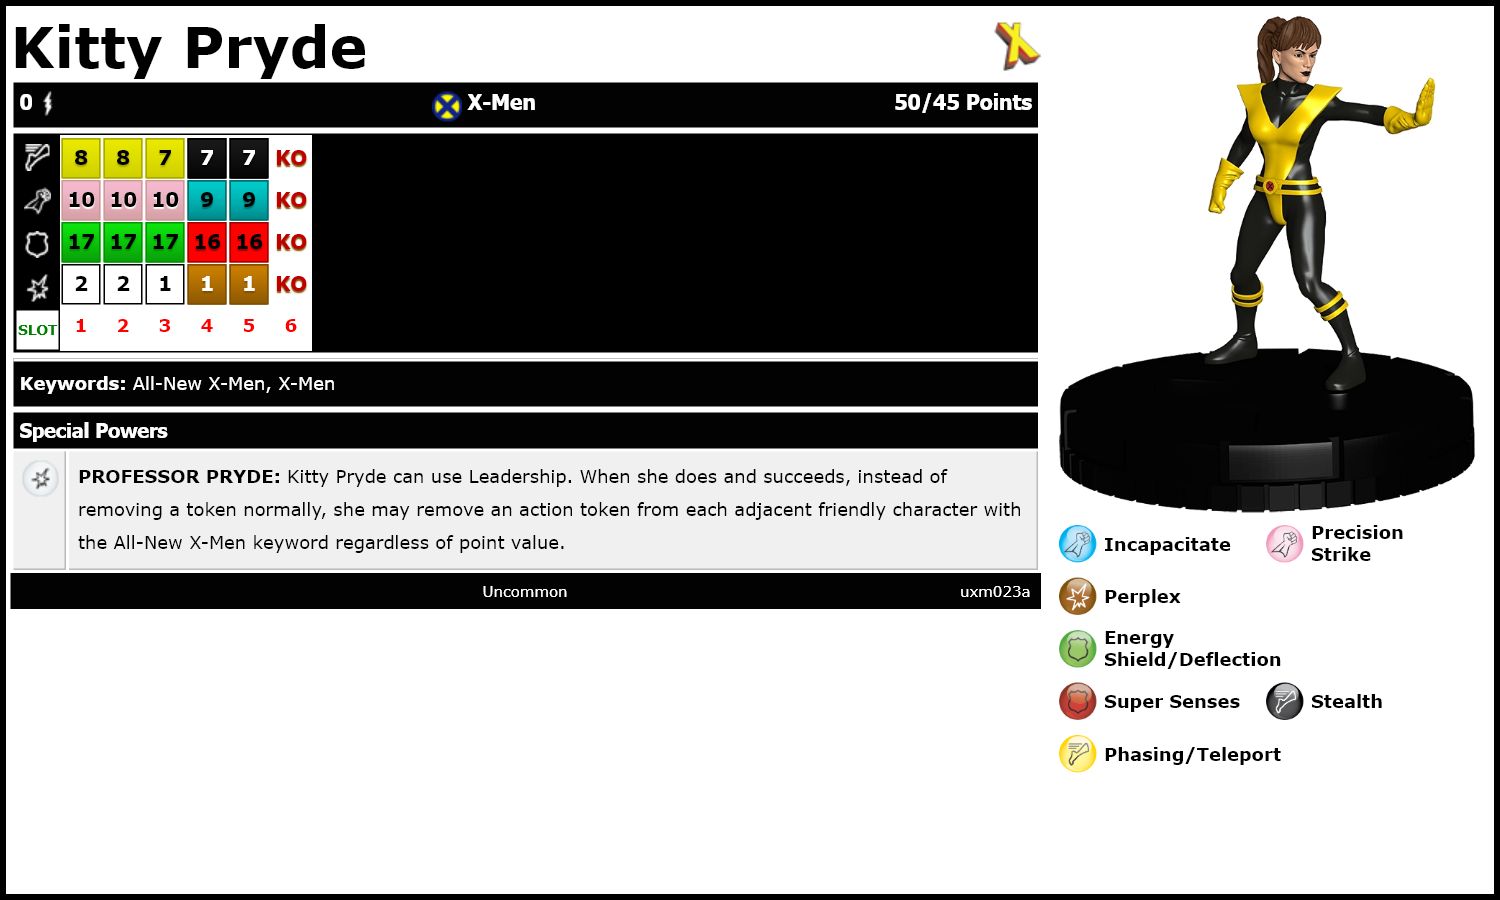 Kitty Pryde
0 X-Men 50/45 Points
8 8 7 7 7 KO
10 10 10 9 9 KO
17 17 17 16 16 KO
2 2 1 1 1 KO
SLOT 1 2 3 4 5 6
Keywords: All-New X-Men, X-Men
Special Powers
PROFESSOR PRYDE: Kitty Pryde can use Leadership. When she does and succeeds, instead of
removing a token normally, she may remove an action token from each adjacent friendly character with
the All-New X-Men keyword regardless of point value.
Uncommon uxm023a
Incapacitate
Precision
Strike
Perplex
Energy
Shield/Deflection
Super Senses
Stealth
Phasing/Teleport